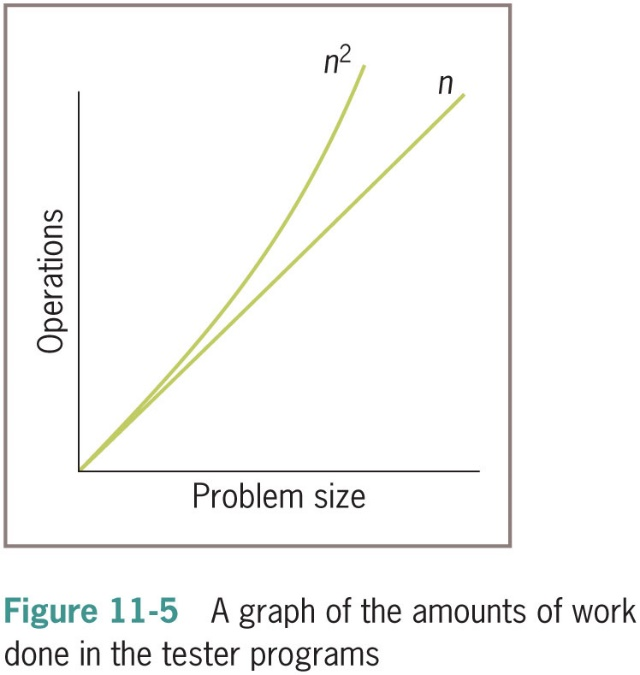 n²
n
Operations
Problem size
Figure 11-5 A graph of the amounts of work
done in the tester programs